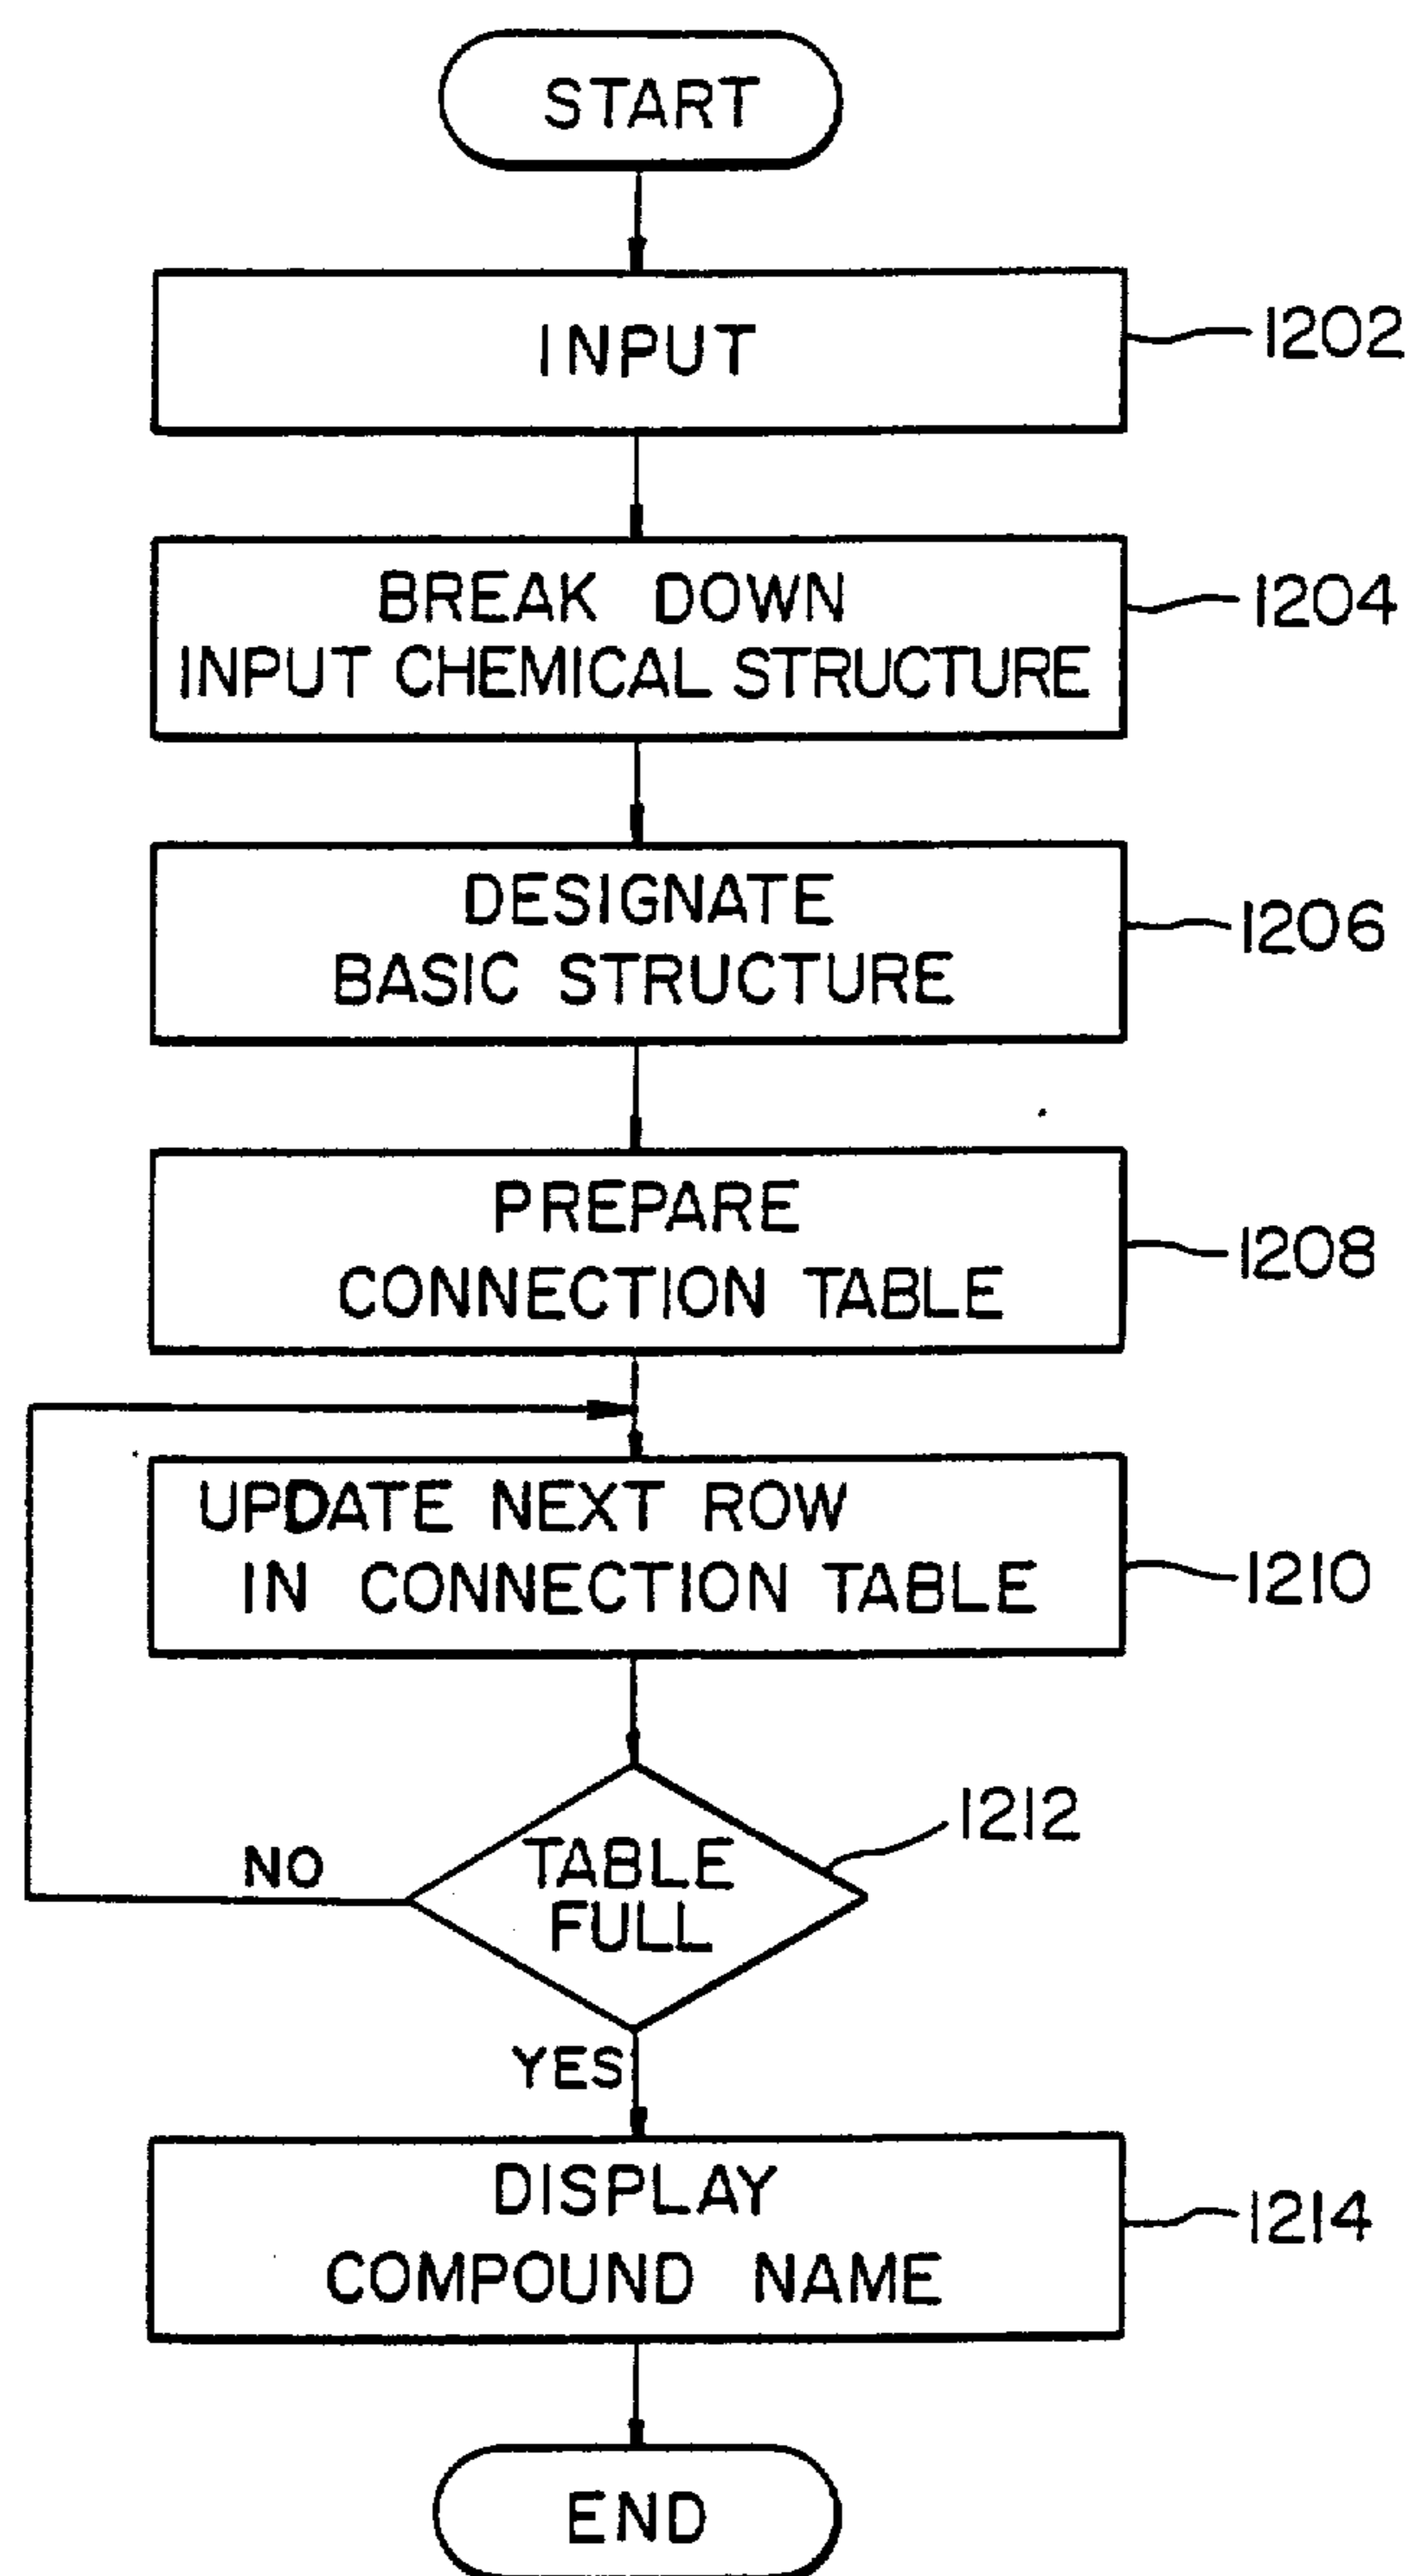 START
INPUT
1202
BREAK DOWN
INPUT CHEMICAL STRUCTURE
1204
DESIGNATE
BASIC STRUCTURE
1206
PREPARE
CONNECTION TABLE
1208
UPDATE NEXT ROW
IN CONNECTION TABLE
1210
TABLE
FULL
1212
NO
YES
DISPLAY
COMPOUND NAME
1214
END